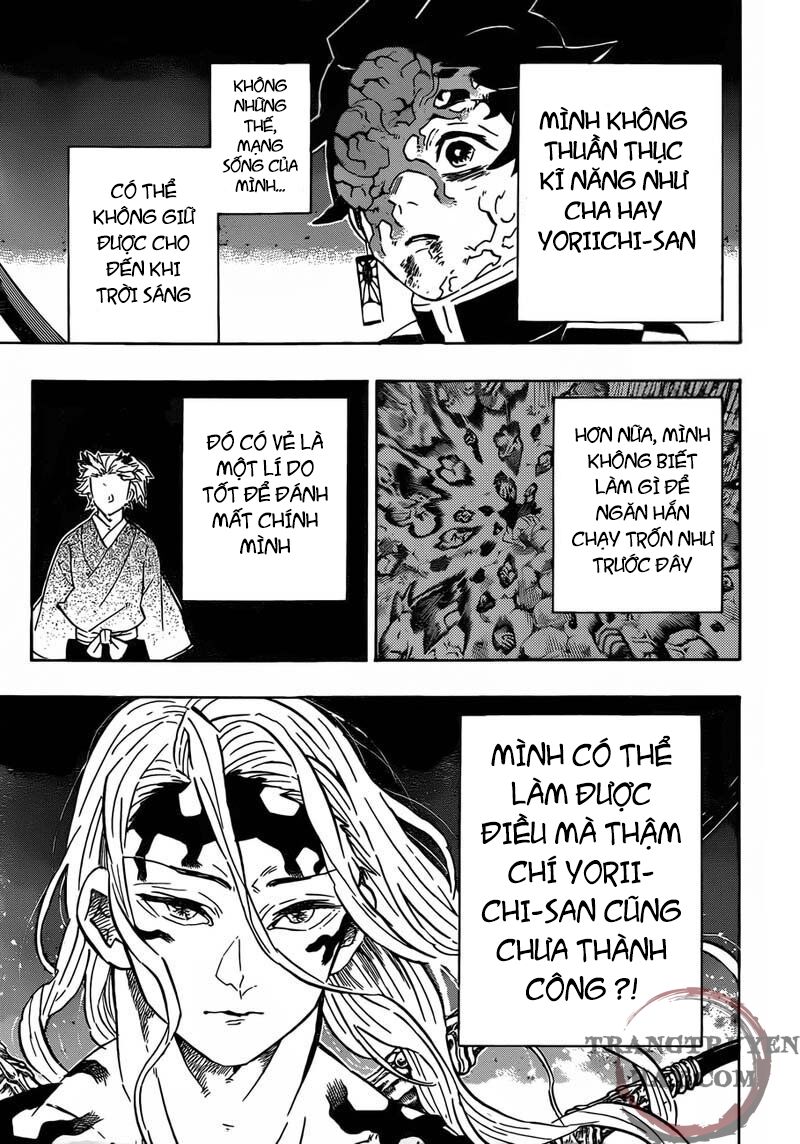 MÌNH KHÔNG
THUẦN THỤC
KĨ NĂNG NHƯ
CHA HAY
YORIICHI-SAN
KHÔNG
NHỮNG
THẾ,
MẠNG
SỐNG CỦA
MÌNH...
CÓ THỂ
KHÔNG GIỮ
ĐƯỢC CHO
ĐẾN KHI
TRỜI SÁNG
HƠN NỮA, MÌNH
KHÔNG BIẾT
LÀM GÌ ĐỂ
NGĂN HẮN
CHẠY TRỐN NHƯ
TRƯỚC ĐÂY
ĐÓ CÓ VẺ LÀ
MỘT LÍ DO
TỐT ĐỂ ĐÁNH
MẤT CHÍNH
MÌNH
MÌNH CÓ THỂ
LÀM ĐƯỢC
ĐIỀU MÀ THẬM
CHÍ YORII-
CHI-SAN CŨNG
CHƯA THÀNH
CÔNG ?!
TRANGTRUYEN